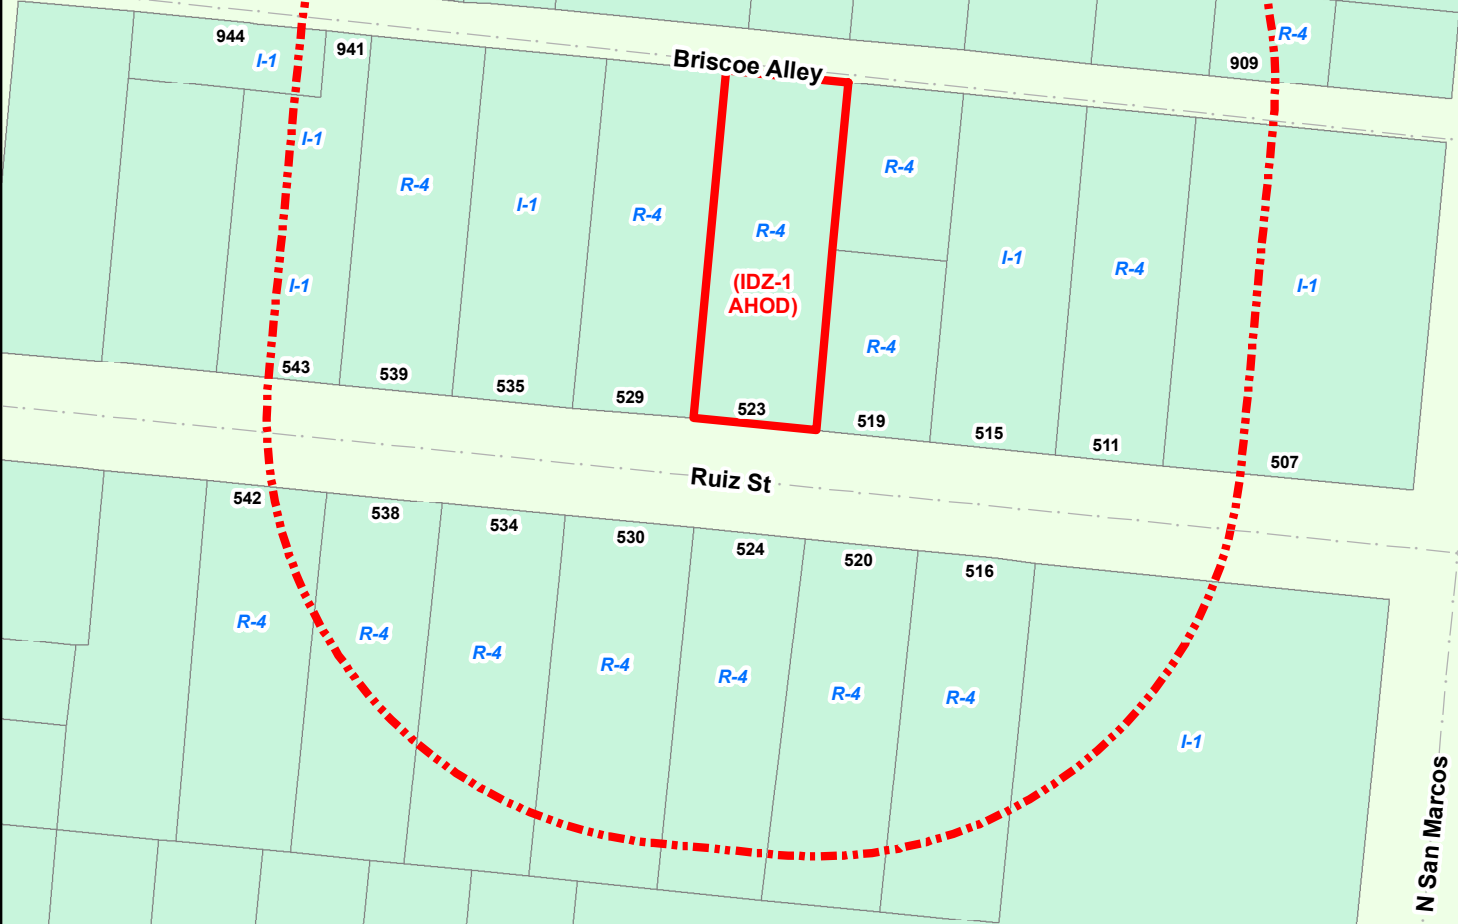 944
I-1
941
Briscoe Alley
R-4
909
I-1
R-4
I-1
R-4
R-4
(IDZ-1
AHOD)
R-4
R-4
I-1
R-4
I-1
I-1
543
539
535
529
523
519
515
511
507
Ruiz St
542
538
534
530
524
520
516
R-4
R-4
R-4
R-4
R-4
R-4
R-4
I-1
N San Marcos